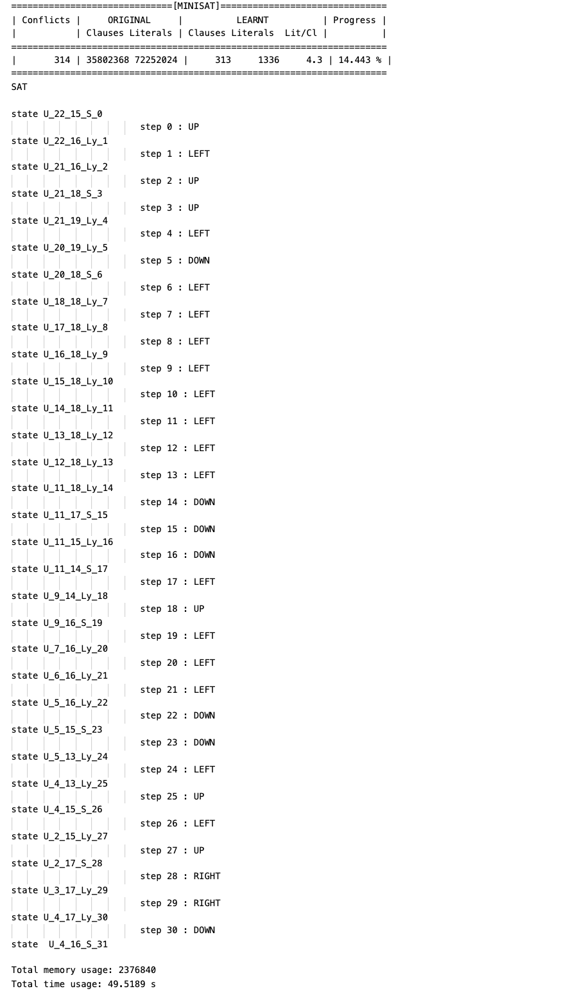 ==============================[MINISAT]===============================
| Conflicts |     ORIGINAL     |          LEARNT          | Progress |
|           | Clauses Literals | Clauses Literals  Lit/Cl |          |
======================================================================
|       314 | 35802368 72252024 |     313     1336     4.3 | 14.443 % |
======================================================================
SAT
state U_22_15_S_0
step 0 : UP
state U_22_16_Ly_1
step 1 : LEFT
state U_21_16_Ly_2
step 2 : UP
state U_21_18_S_3
step 3 : UP
state U_21_19_Ly_4
step 4 : LEFT
state U_20_19_Ly_5
step 5 : DOWN
state U_20_18_S_6
step 6 : LEFT
state U_18_18_Ly_7
step 7 : LEFT
state U_17_18_Ly_8
step 8 : LEFT
state U_16_18_Ly_9
step 9 : LEFT
state U_15_18_Ly_10
step 10 : LEFT
state U_14_18_Ly_11
step 11 : LEFT
state U_13_18_Ly_12
step 12 : LEFT
state U_12_18_Ly_13
step 13 : LEFT
state U_11_18_Ly_14
step 14 : DOWN
state U_11_17_S_15
step 15 : DOWN
state U_11_15_Ly_16
step 16 : DOWN
state U_11_14_S_17
step 17 : LEFT
state U_9_14_Ly_18
step 18 : UP
state U_9_16_S_19
step 19 : LEFT
state U_7_16_Ly_20
step 20 : LEFT
state U_6_16_Ly_21
step 21 : LEFT
state U_5_16_Ly_22
step 22 : DOWN
state U_5_15_S_23
step 23 : DOWN
state U_5_13_Ly_24
step 24 : LEFT
state U_4_13_Ly_25
step 25 : UP
state U_4_15_S_26
step 26 : LEFT
state U_2_15_Ly_27
step 27 : UP
state U_2_17_S_28
step 28 : RIGHT
state U_3_17_Ly_29
step 29 : RIGHT
state U_4_17_Ly_30
step 30 : DOWN
state  U_4_16_S_31
Total memory usage: 2376840
Total time usage: 49.5189 s